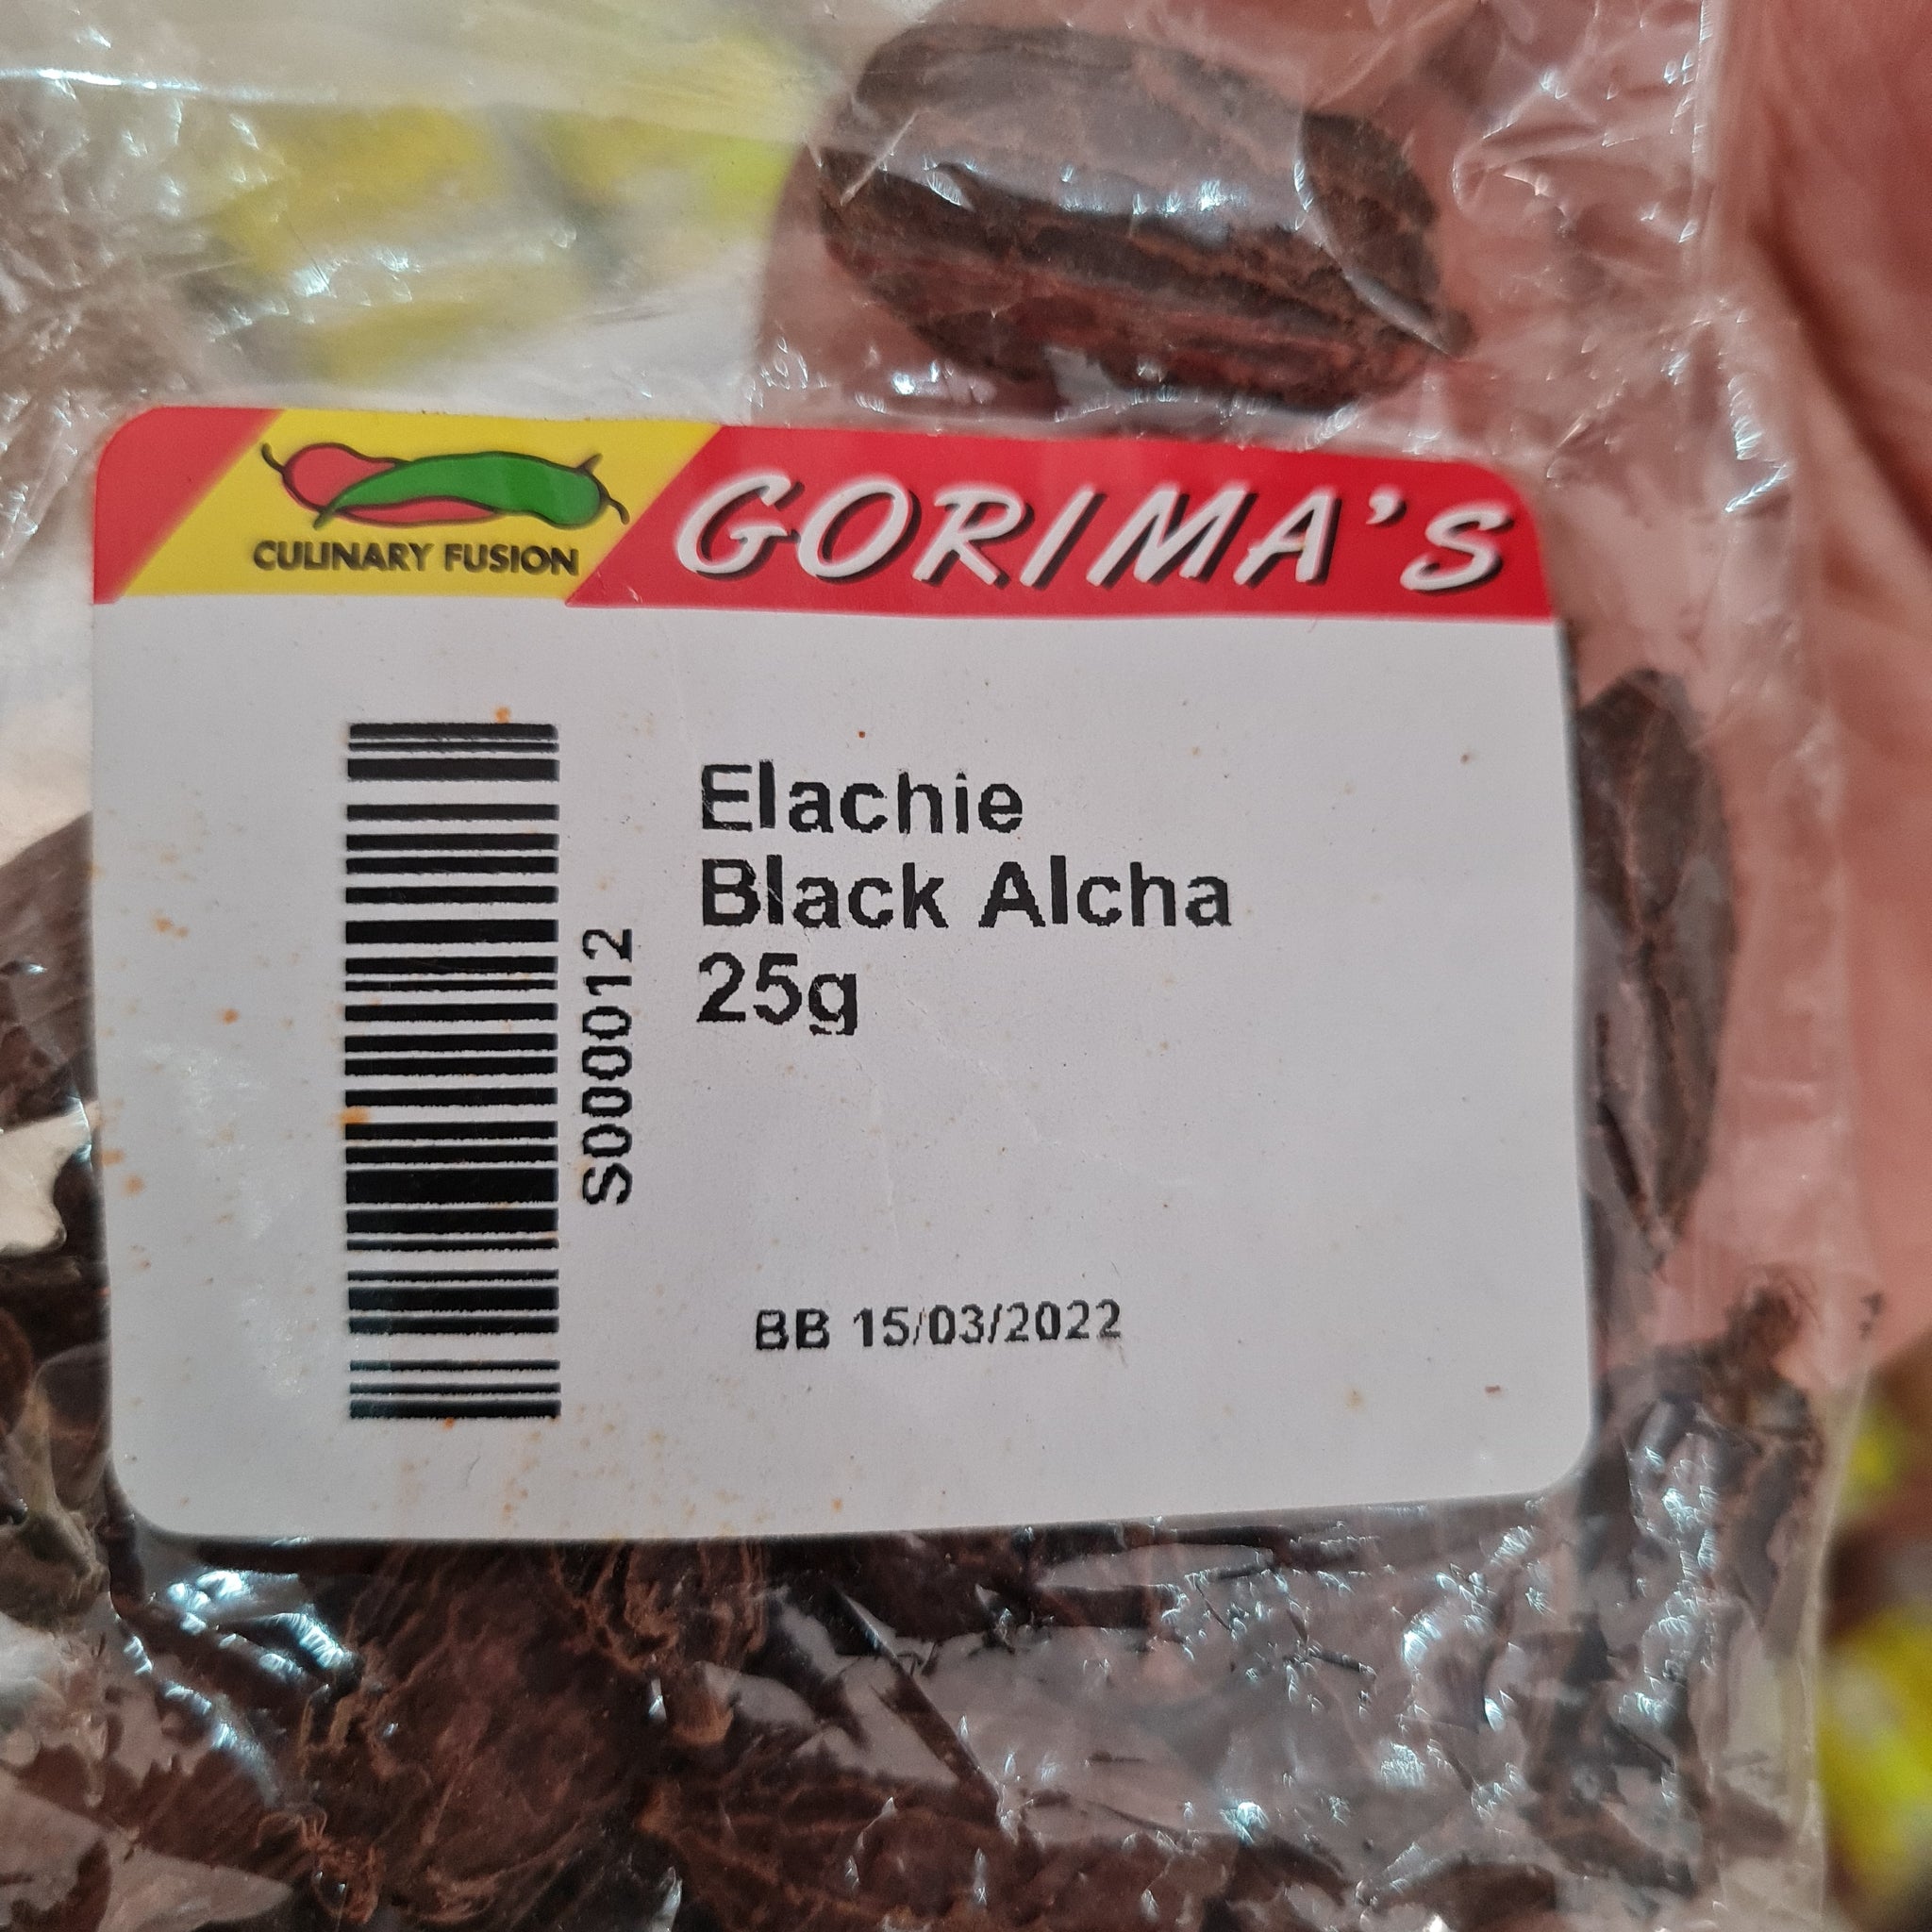 CULINARY FUSION
GORIMA'S
Elachie
Black Alcha
25g
S000012
BB 15/03/2022